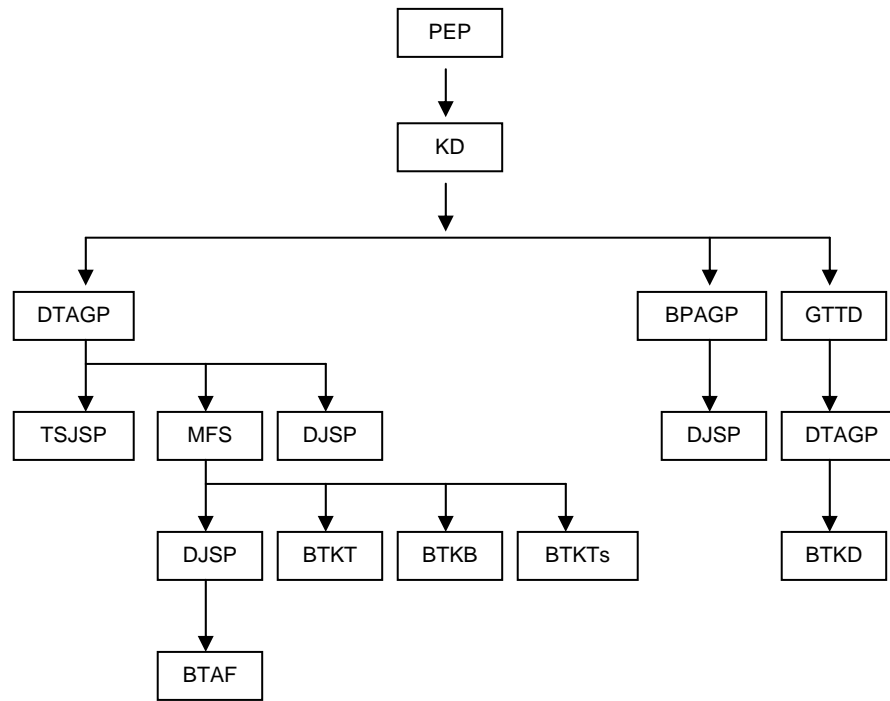 PEP
KD
DTAGP
BPAGP
GTTD
TSJSP
MFS
DJSP
DJSP
DTAGP
DJSP
BTKT
BTKB
BTKTs
BTKD
BTAF